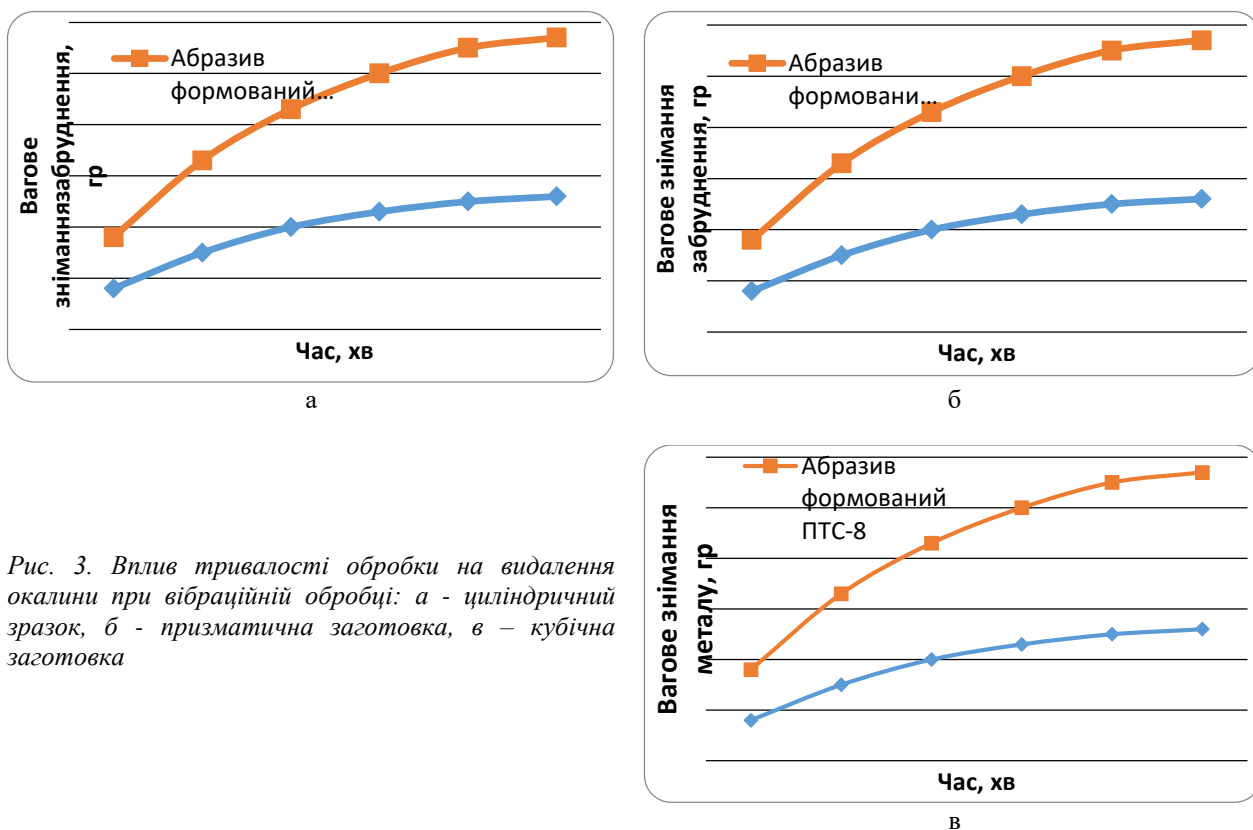 Вагове
зніманнязабруднення,
гр
Абразив
формований...
Час, хв
а
Вагове знімання
забруднення, гр
Абразив
формовани...
Час, хв
б
Рис. 3. Вплив тривалості обробки на видалення
окалини при вібраційній обробці: а - циліндричний
зразок, б - призматична заготовка, в – кубічна
заготовка
Вагове знімання
металу, гр
Абразив
формований
ПТС-8
Час, хв
в